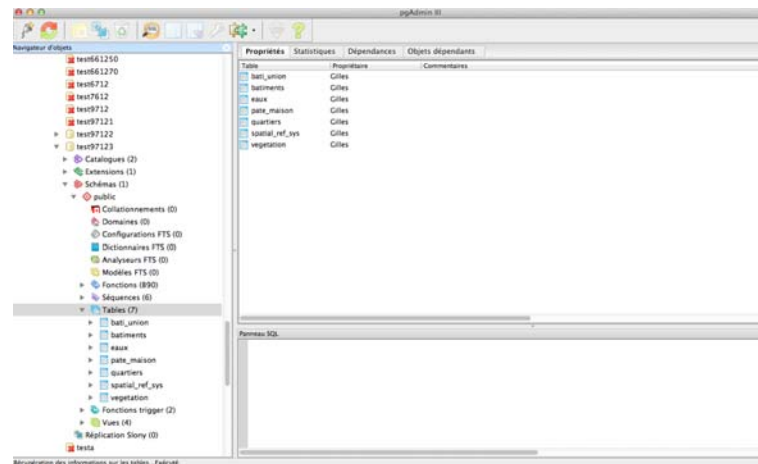 pgAdmin III
Navigateur d'objets
test661250
test661270
test6712
test7612
test9712
test97121
test97122
test97123
Catalogues (2)
Extensions (1)
Schémas (1)
public
Collationnements (0)
Domaines (0)
Configurations FTS (0)
Dictionnaires FTS (0)
Analyseurs FTS (0)
Modèles FTS (0)
Fonctions (890)
Séquences (6)
Tables (7)
bati_union
batiments
eaux
pate_maison
quartiers
spatial_ref_sys
vegetation
Fonctions trigger (2)
Vues (4)
Réplication Slony (0)
testa
Propriétés Statistiques Dépendances Objets dépendants
Table Propriétaire Commentaires
bati_union Gilles
batiments Gilles
eaux Gilles
pate_maison Gilles
quartiers Gilles
spatial_ref_sys Gilles
vegetation Gilles
Panneau SQL
Récupération des informations sur les tables... Exécuté.